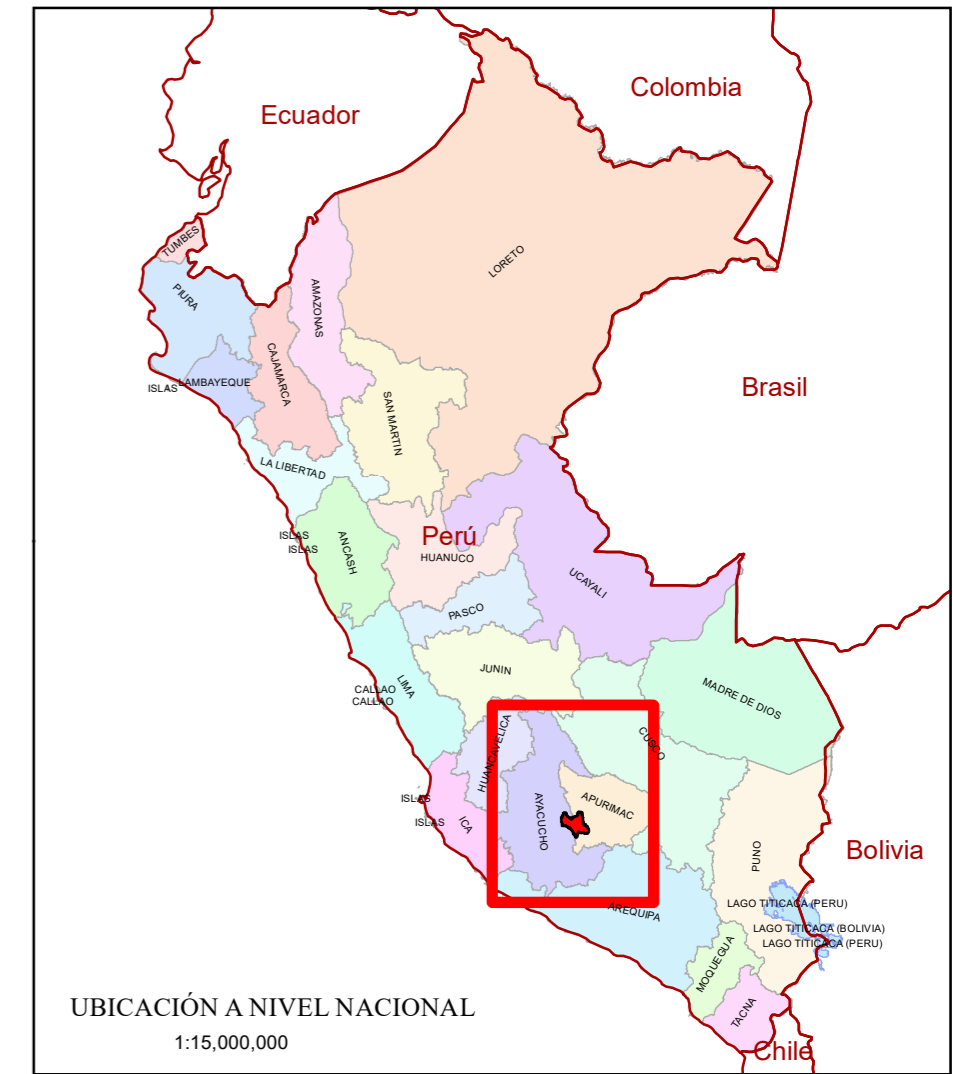 Colombia
Ecuador
TUMBES
LORETO
PIURA
AMAZONAS
CAJAMARCA
ISLAS
LAMBAYEQUE
Brasil
SAN MARTIN
LA LIBERTAD
ISLAS
ISLAS
ANCASH
Perú
HUANUCO
UCAYALI
PASCO
JUNIN
LIMA
CALLAO
CALLAO
MADRE DE DIOS
HUANCAVELICA
CUSCO
ISLAS
ISLAS
ICA
AYACUCHO
APURIMAC
PUNO
Bolivia
LAGO TITICACA (PERU)
AREQUIPA
LAGO TITICACA (BOLIVIA)
LAGO TITICACA (PERU)
MOQUEGUA
TACNA
UBICACIÓN A NIVEL NACIONAL
1:15,000,000
Chile